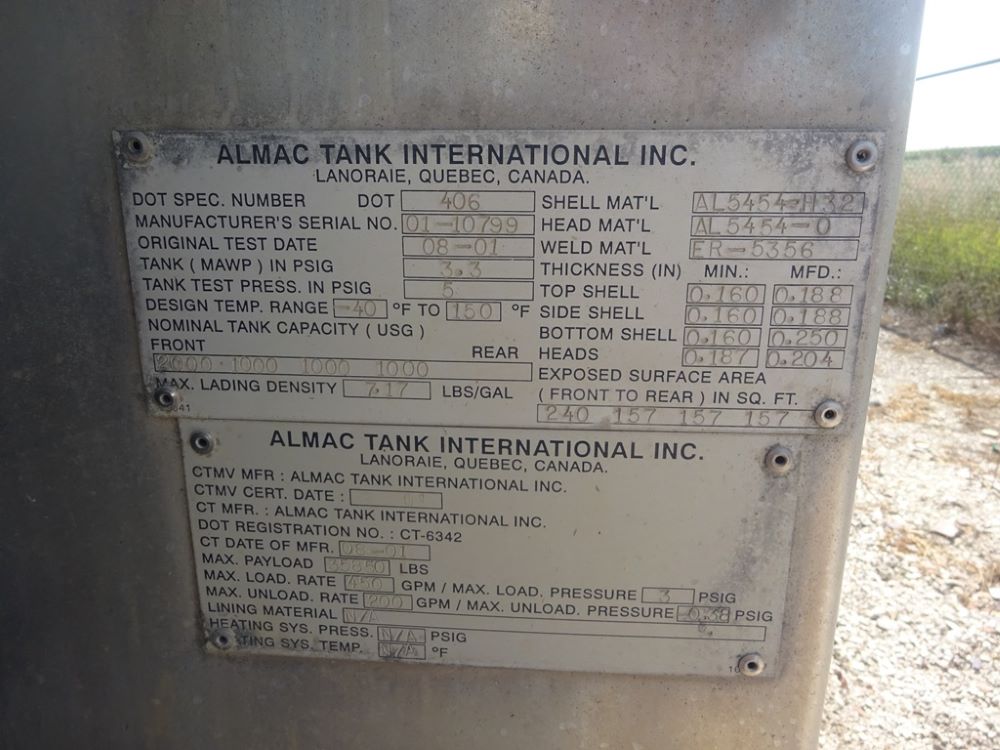 ALMAC TANK INTERNATIONAL INC.
LANORAIE, QUEBEC, CANADA.
DOT SPEC. NUMBER DOT 406
MANUFACTURER'S SERIAL NO. 01-10799
ORIGINAL TEST DATE 08-01
TANK ( MAWP ) IN PSIG 3.3
TANK TEST PRESS. IN PSIG 5
DESIGN TEMP. RANGE -40 °F TO 150 °F
NOMINAL TANK CAPACITY ( USG )
FRONT REAR
2000 1000 1000 1000
MAX. LADING DENSITY 7.17 LBS/GAL
SHELL MAT'L AL5454-H32
HEAD MAT'L AL5454-0
WELD MAT'L ER-5356
THICKNESS (IN) MIN.: MFD.:
TOP SHELL 0.160 0.188
SIDE SHELL 0.160 0.188
BOTTOM SHELL 0.160 0.250
HEADS 0.187 0.204
EXPOSED SURFACE AREA
( FRONT TO REAR ) IN SQ. FT.
240 157 157 157
ALMAC TANK INTERNATIONAL INC.
LANORAIE, QUEBEC, CANADA.
CTMV MFR : ALMAC TANK INTERNATIONAL INC.
CTMV CERT. DATE :
CT MFR. : ALMAC TANK INTERNATIONAL INC.
DOT REGISTRATION NO. : CT-6342
CT DATE OF MFR. 08-01
MAX. PAYLOAD 35850 LBS
MAX. LOAD. RATE 450 GPM / MAX. LOAD. PRESSURE 3 PSIG
MAX. UNLOAD. RATE 200 GPM / MAX. UNLOAD. PRESSURE PSIG
LINING MATERIAL N/A
HEATING SYS. PRESS. N/A PSIG
SYS. TEMP. N/A °F